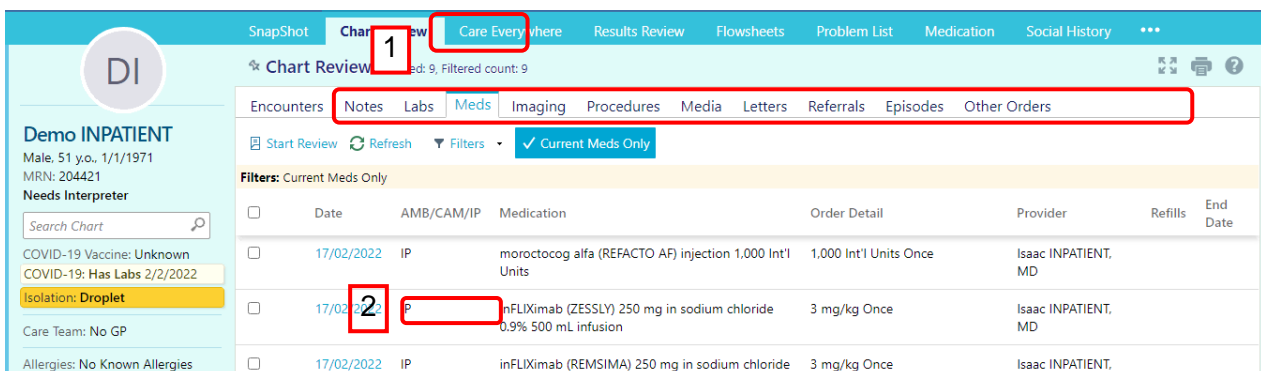 SnapShot Chart Review Care Everywhere Results Review Flowsheets Problem List Medication Social History •••
1
DI
Chart Review ed: 9, Filtered count: 9
Encounters Notes Labs Meds Imaging Procedures Media Letters Referrals Episodes Other Orders
Demo INPATIENT
Male, 51 y.o., 1/1/1971
MRN: 204421
Needs Interpreter
Search Chart
COVID-19 Vaccine: Unknown
COVID-19: Has Labs 2/2/2022
Isolation: Droplet
Care Team: No GP
Allergies: No Known Allergies
Start Review Refresh Filters Current Meds Only
Filters: Current Meds Only
Date AMB/CAM/IP Medication Order Detail Provider Refills End
Date
17/02/2022 IP moroctocog alfa (REFACTO AF) injection 1,000 Int'l 1,000 Int'l Units Once Isaac INPATIENT,
Units MD
2
17/02/2022 IP inFLIXimab (ZESSLY) 250 mg in sodium chloride 3 mg/kg Once Isaac INPATIENT,
0.9% 500 mL infusion MD
17/02/2022 IP inFLIXimab (REMSIMA) 250 mg in sodium chloride 3 mg/kg Once Isaac INPATIENT,